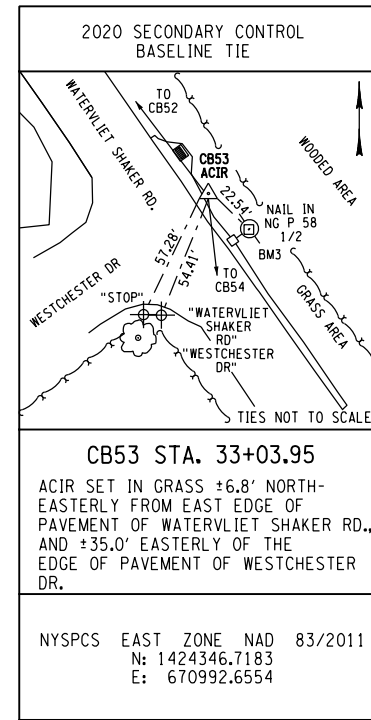 2020 SECONDARY CONTROL
BASELINE TIE
TO
CB52
WATERVLIET SHAKER RD.
CB53
ACIR
WOODED AREA
22.54'
NAIL IN
NG P 58
1/2
BM3
57.28'
54.41'
TO
CB54
WESTCHESTER DR
"STOP"
"WATERVLIET
SHAKER
RD"
"WESTCHESTER
DR"
GRASS AREA
TIES NOT TO SCALE
CB53 STA. 33+03.95
ACIR SET IN GRASS ±6.8' NORTH-
EASTERLY FROM EAST EDGE OF
PAVEMENT OF WATERVLIET SHAKER RD.,
AND ±35.0' EASTERLY OF THE
EDGE OF PAVEMENT OF WESTCHESTER
DR.
NYSPCS EAST ZONE NAD 83/2011
N: 1424346.7183
E: 670992.6554